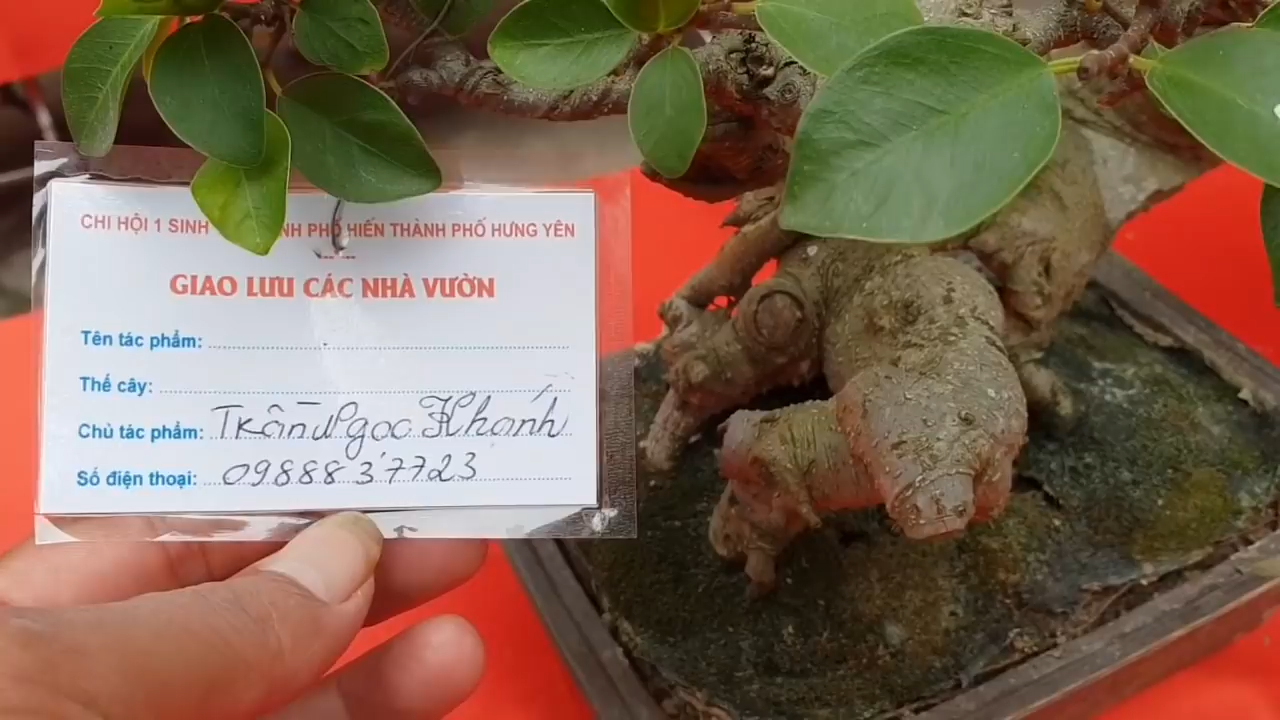 CHI HỘI 1 SINH NH PHỐ HIẾN THÀNH PHỐ HƯNG YÊN
GIAO LƯU CÁC NHÀ VƯỜN
Tên tác phẩm:
Thế cây:
Chủ tác phẩm: Trần Ngọc Khánh
Số điện thoại: 0988837723